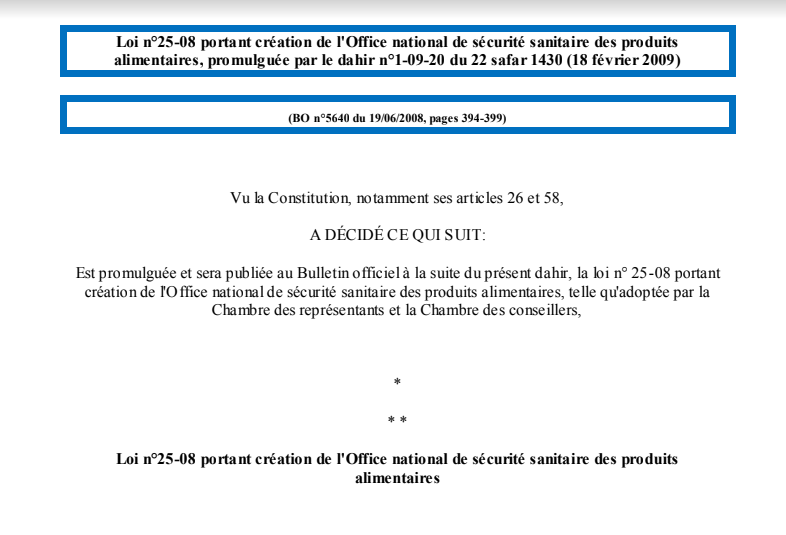 Loi n°25-08 portant création de l'Office national de sécurité sanitaire des produits
alimentaires, promulguée par le dahir n°1-09-20 du 22 safar 1430 (18 février 2009)
(BO n°5640 du 19/06/2008, pages 394-399)
Vu la Constitution, notamment ses articles 26 et 58,
A DÉCIDÉ CE QUI SUIT:
Est promulguée et sera publiée au Bulletin officiel à la suite du présent dahir, la loi n° 25-08 portant
création de l'Office national de sécurité sanitaire des produits alimentaires, telle qu'adoptée par la
Chambre des représentants et la Chambre des conseillers,
*
* *
Loi n°25-08 portant création de l'Office national de sécurité sanitaire des produits
alimentaires